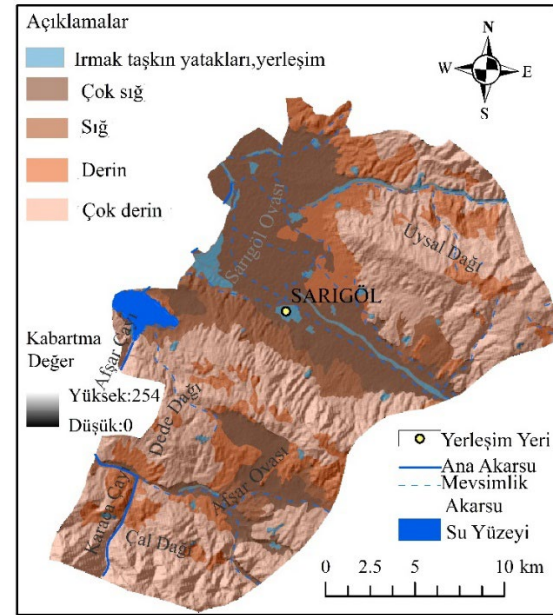 Açıklamalar
Irmak taşkın yatakları,yerleşim
Çok sığ
Sığ
Derin
Çok derin
N
W E
S
Sarıgöl Ovası
Uysal Dağı
SARIGÖL
Afşar Çayı
Kabartma
Değer
Yüksek:254
Düşük:0
Dede Dağı
Afşar Ovası
Karaca Çay
Çal Dağı
Yerleşim Yeri
Ana Akarsu
Mevsimlik
Akarsu
Su Yüzeyi
0 2.5 5 10 km